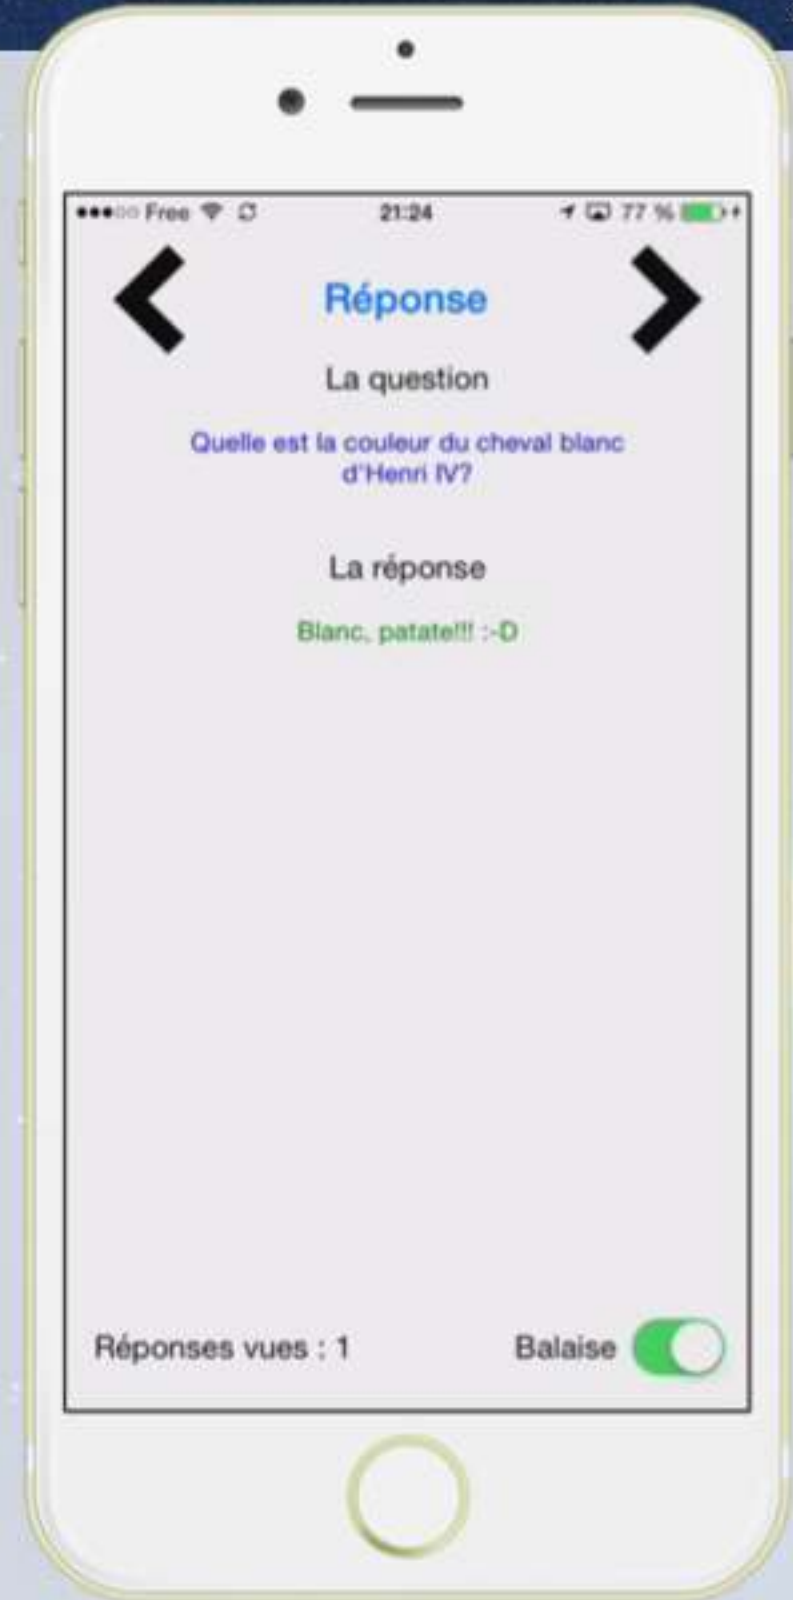 Free 21:24 77 %
Réponse
La question
Quelle est la couleur du cheval blanc
d'Henri IV?
La réponse
Blanc, patate!!! :-D
Réponses vues : 1
Balaise